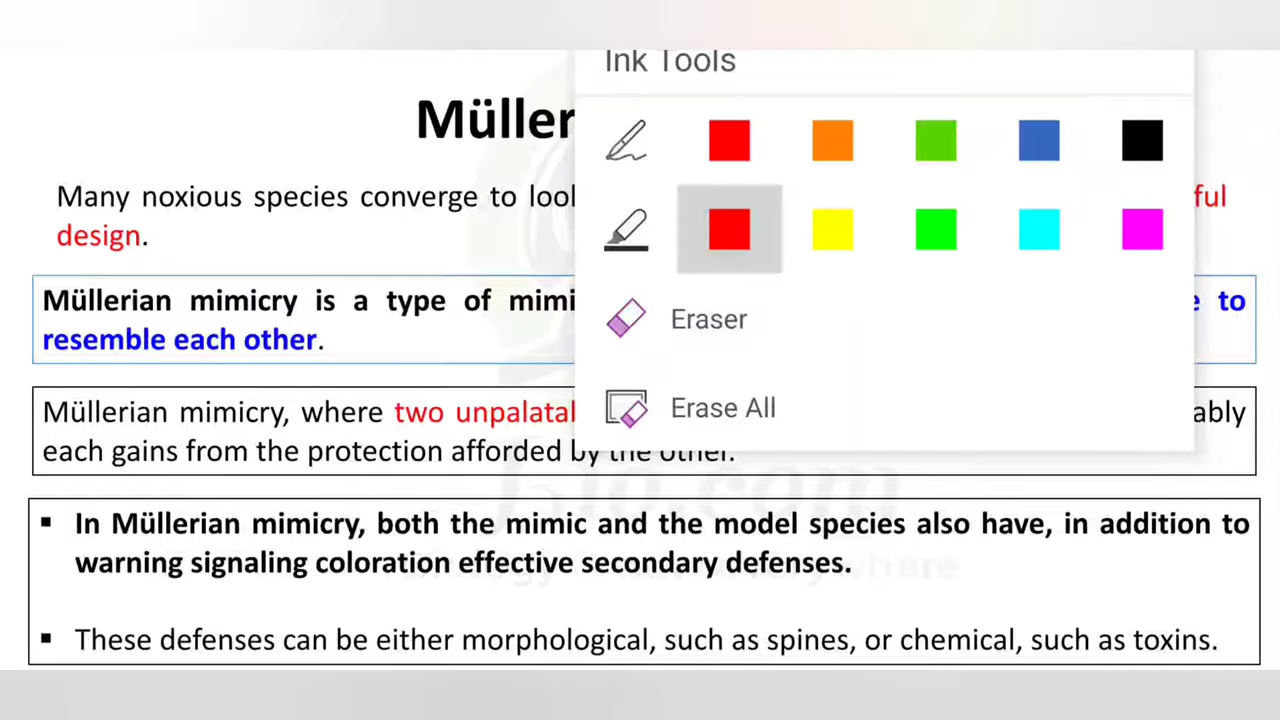 Ink Tools
Müller
Many noxious species converge to look
ful
design.
Müllerian mimicry is a type of mimi
e to
resemble each other.
Müllerian mimicry, where two unpalatal
ably
each gains from the protection afforded by the other.
Eraser
Erase All
▪ In Müllerian mimicry, both the mimic and the model species also have, in addition to
warning signaling coloration effective secondary defenses.
▪ These defenses can be either morphological, such as spines, or chemical, such as toxins.